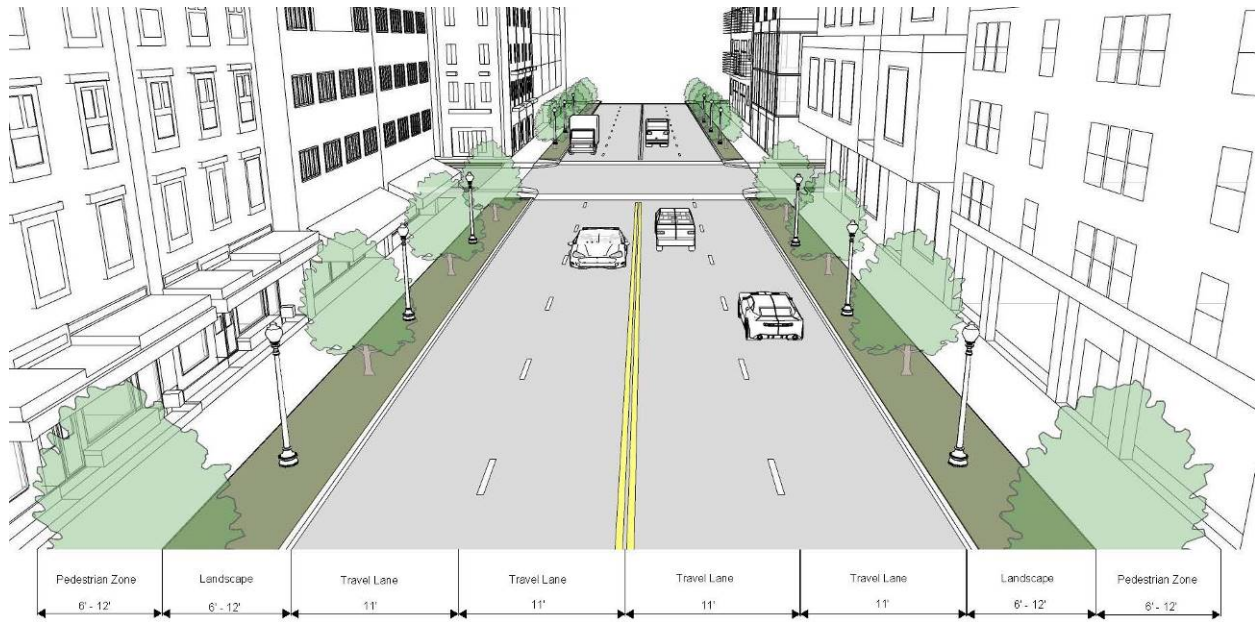 Pedestrian Zone Landscape Travel Lane Travel Lane Travel Lane Travel Lane Landscape Pedestrian Zone
6' - 12' 6' - 12' 11' 11' 11' 11' 6' - 12' 6' - 12'